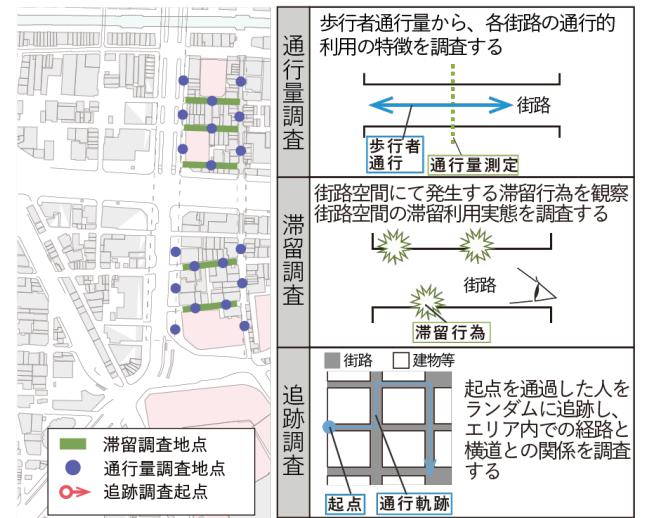 滞留調査地点
通行量調査地点
追跡調査起点
通行量調査
歩行者通行量から、各街路の通行的
利用の特徴を調査する
街路
歩行者
通行
通行量測定
滞留調査
街路空間にて発生する滞留行為を観察
街路空間の滞留利用実態を調査する
街路
滞留行為
追跡調査
街路 建物等
起点を通過した人を
ランダムに追跡し、
エリア内での経路と
横道との関係を調査
する
起点
通行軌跡